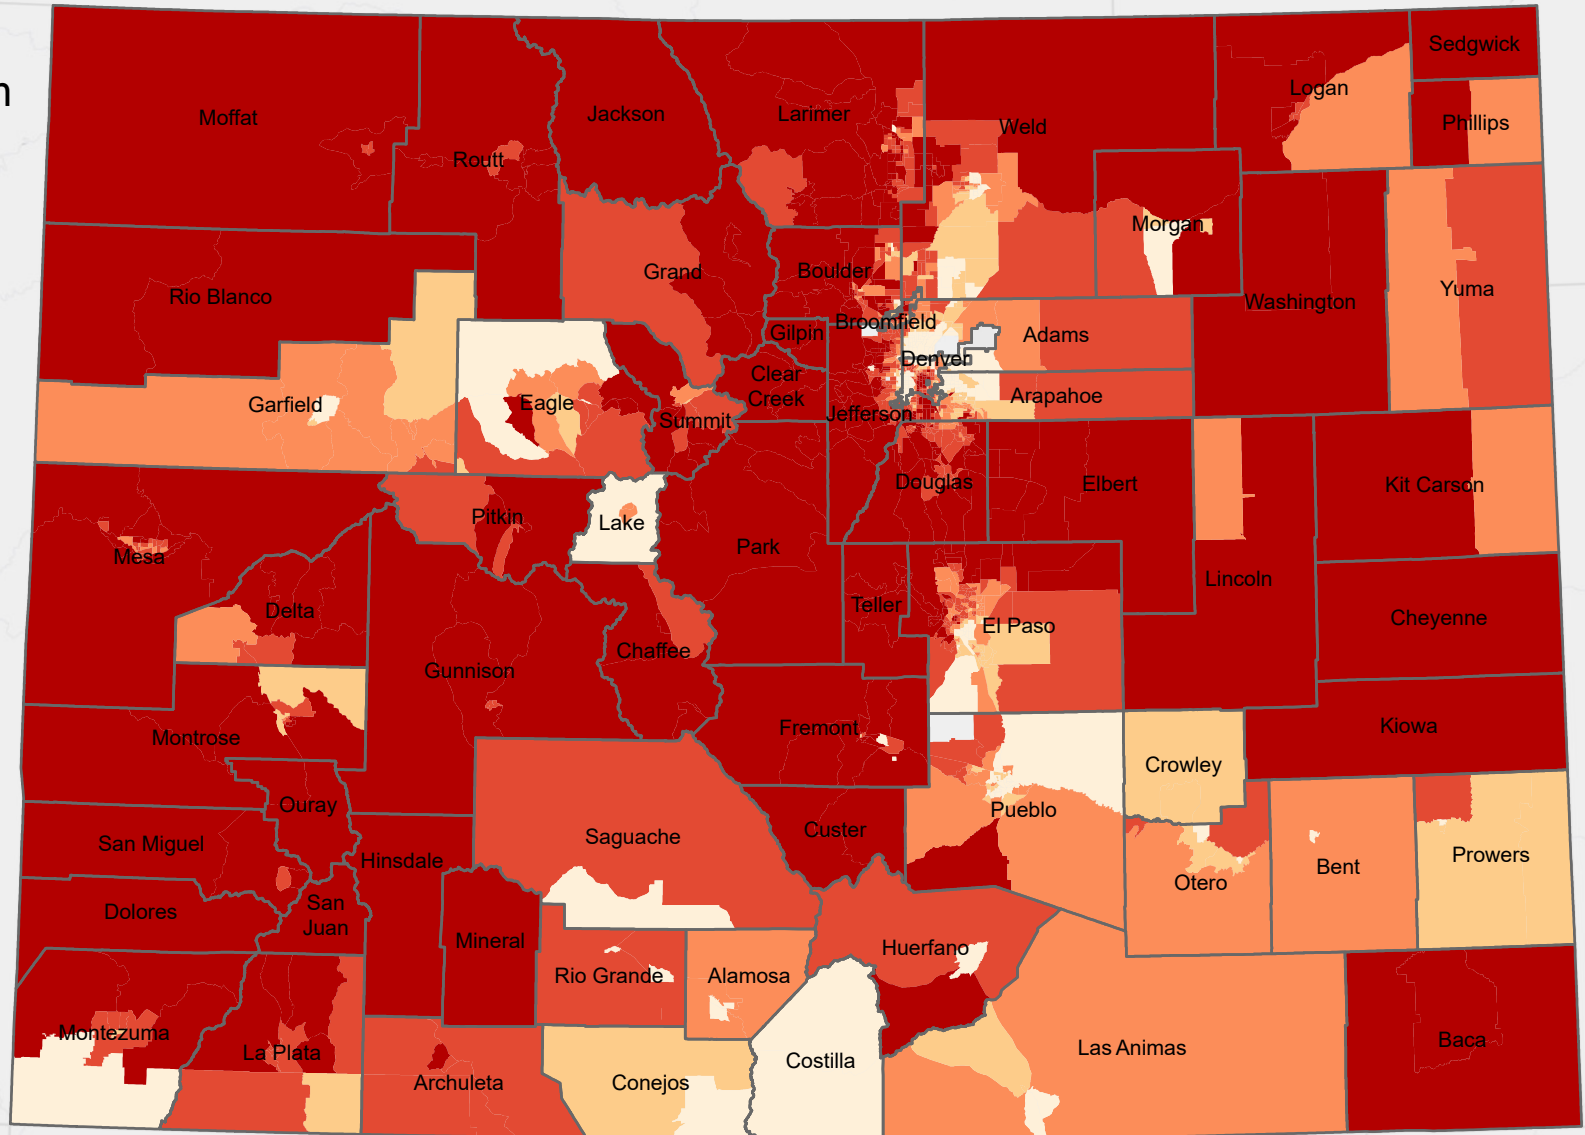 n
Sedgwick
Logan
Moffat
Jackson
Larimer
Phillips
Weld
Routt
Morgan
Grand
Boulder
Yuma
Rio Blanco
Washington
Broomfield
Gilpin
Adams
Denver
Clear
Creek
Arapahoe
Garfield
Eagle
Jefferson
Summit
Douglas
Elbert
Kit Carson
Pitkin
Lake
Park
Mesa
Lincoln
Teller
Delta
Cheyenne
El Paso
Chaffee
Gunnison
Kiowa
Fremont
Montrose
Crowley
Ouray
Pueblo
Custer
Saguache
San Miguel
Hinsdale
Prowers
Bent
Otero
San
Juan
Dolores
Mineral
Huerfano
Rio Grande
Alamosa
Montezuma
Baca
Las Animas
La Plata
Costilla
Archuleta
Conejos